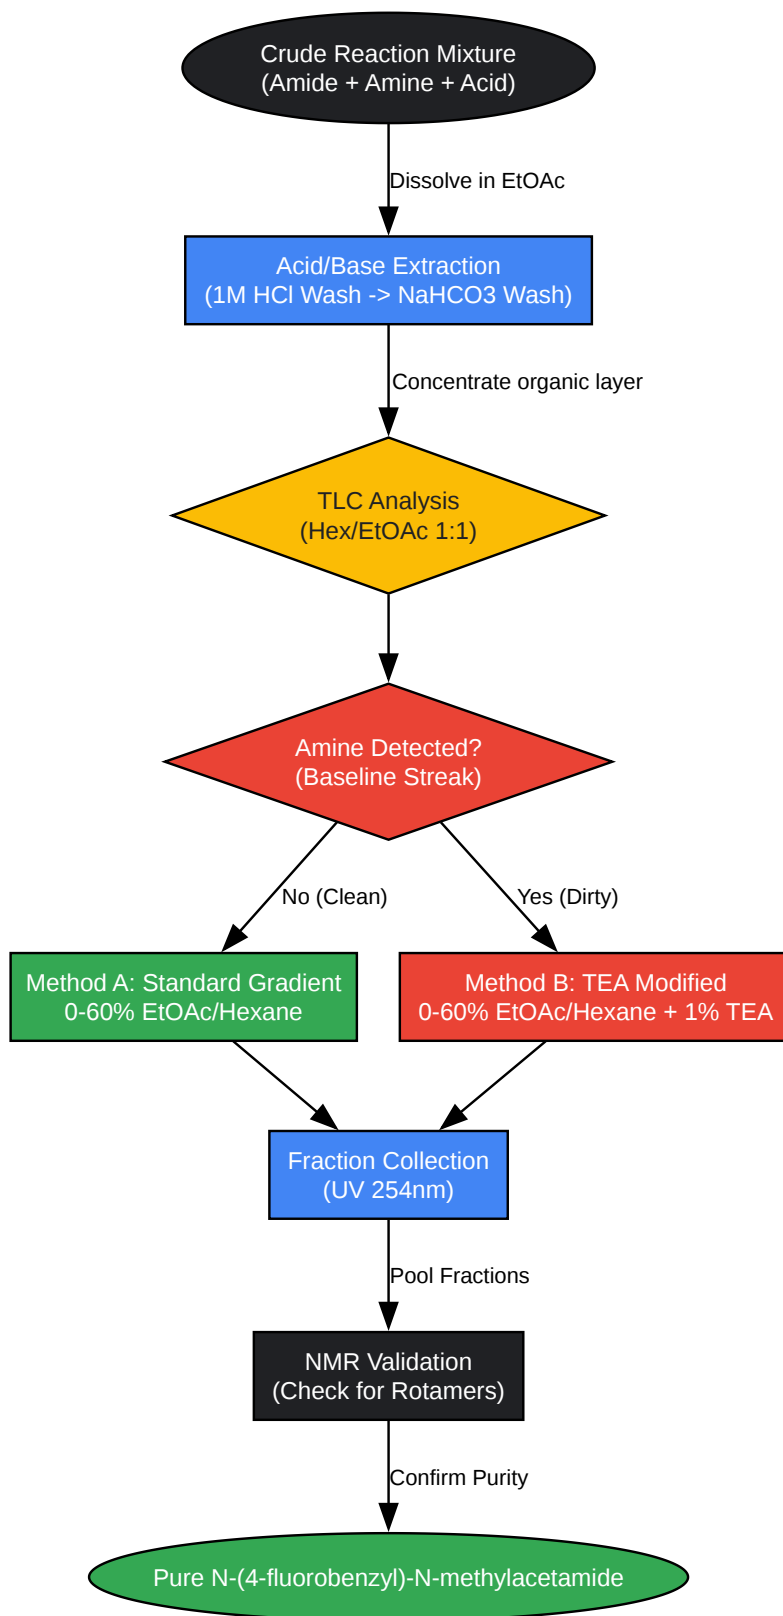 Crude Reaction Mixture
(Amide + Amine + Acid)
Dissolve in EtOAc
Acid/Base Extraction
(1M HCl Wash -> NaHCO3 Wash)
Concentrate organic layer
TLC Analysis
(Hex/EtOAc 1:1)
Amine Detected?
(Baseline Streak)
No (Clean)
Yes (Dirty)
Method A: Standard Gradient
0-60% EtOAc/Hexane
Method B: TEA Modified
0-60% EtOAc/Hexane + 1% TEA
Fraction Collection
(UV 254nm)
Pool Fractions
NMR Validation
(Check for Rotamers)
Confirm Purity
Pure N-(4-fluorobenzyl)-N-methylacetamide